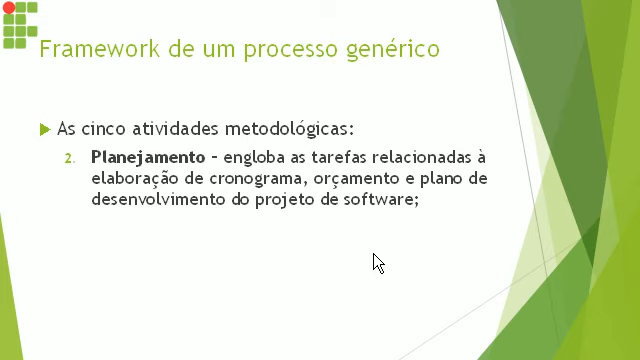 Framework de um processo genérico
As cinco atividades metodológicas:
2. Planejamento – engloba as tarefas relacionadas à
elaboração de cronograma, orçamento e plano de
desenvolvimento do projeto de software;